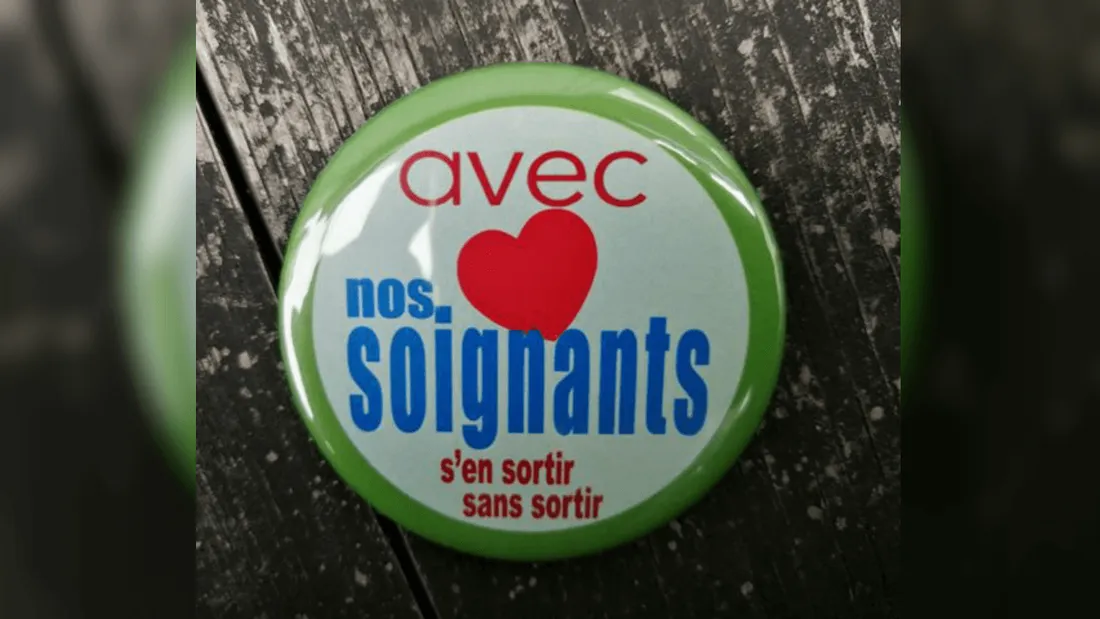 avec
nos
soignants
s'en sortir
sans sortir